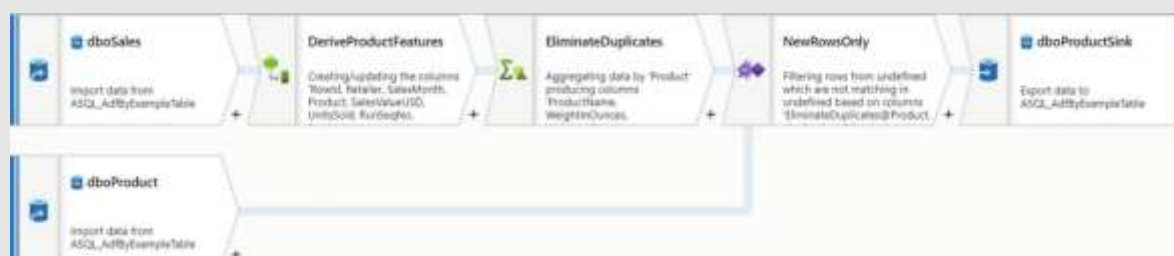 dboSales
Import data from
ASQL_AdfByExampleTable
DeriveProductFeatures
Creating/updating the columns
'RowId, Retailer, SalesMonth,
Product, SalesValueUSD,
UnitsSold, RunSeqNo,
EliminateDuplicates
Aggregating data by 'Product'
producing columns
'ProductName,
WeightInOunces,
NewRowsOnly
Filtering rows from undefined
which are not matching in
undefined based on columns
'EliminateDuplicates@Product,
dboProductSink
Export data to
ASQL_AdfByExampleTable
dboProduct
Import data from
ASQL_AdfByExampleTable